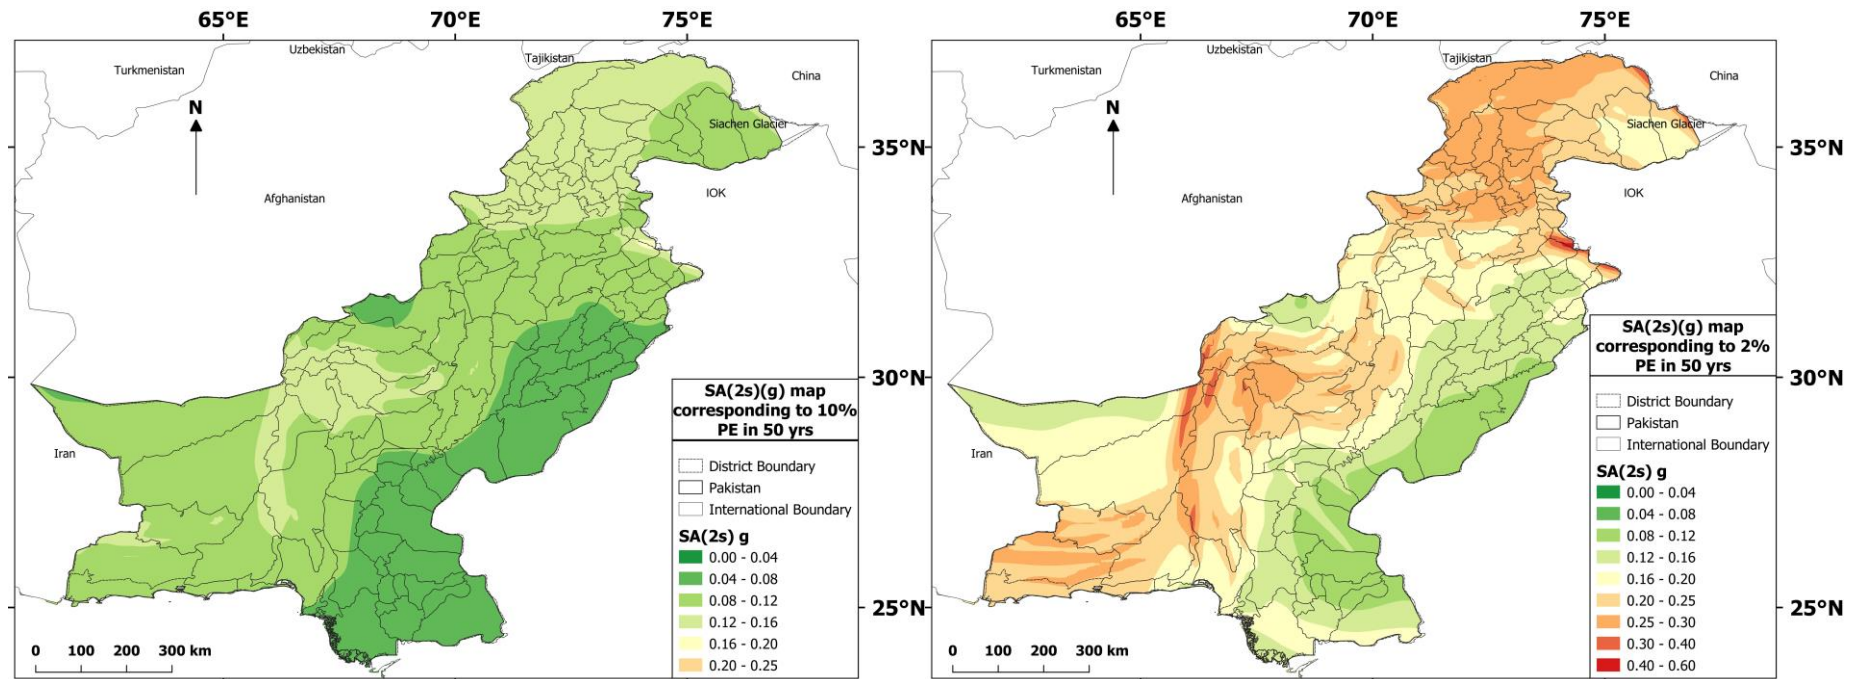 65°E 70°E 75°E
Uzbekistan
Tajikistan
Turkmenistan
China
N
Siachen Glacier
35°N
Afghanistan
IOK
30°N
SA(2s)(g) map
corresponding to 10%
PE in 50 yrs
Iran
District Boundary
Pakistan
International Boundary
SA(2s) g
0.00 - 0.04
0.04 - 0.08
0.08 - 0.12
0.12 - 0.16
0.16 - 0.20
0.20 - 0.25
25°N
0 100 200 300 km
65°E 70°E 75°E
Uzbekistan
Tajikistan
Turkmenistan
China
N
Siachen Glacier
35°N
Afghanistan
IOK
SA(2s)(g) map
corresponding to 2%
PE in 50 yrs
30°N
District Boundary
Pakistan
International Boundary
Iran
SA(2s) g
0.00 - 0.04
0.04 - 0.08
0.08 - 0.12
0.12 - 0.16
0.16 - 0.20
0.20 - 0.25
0.25 - 0.30
0.30 - 0.40
0.40 - 0.60
25°N
0 100 200 300 km